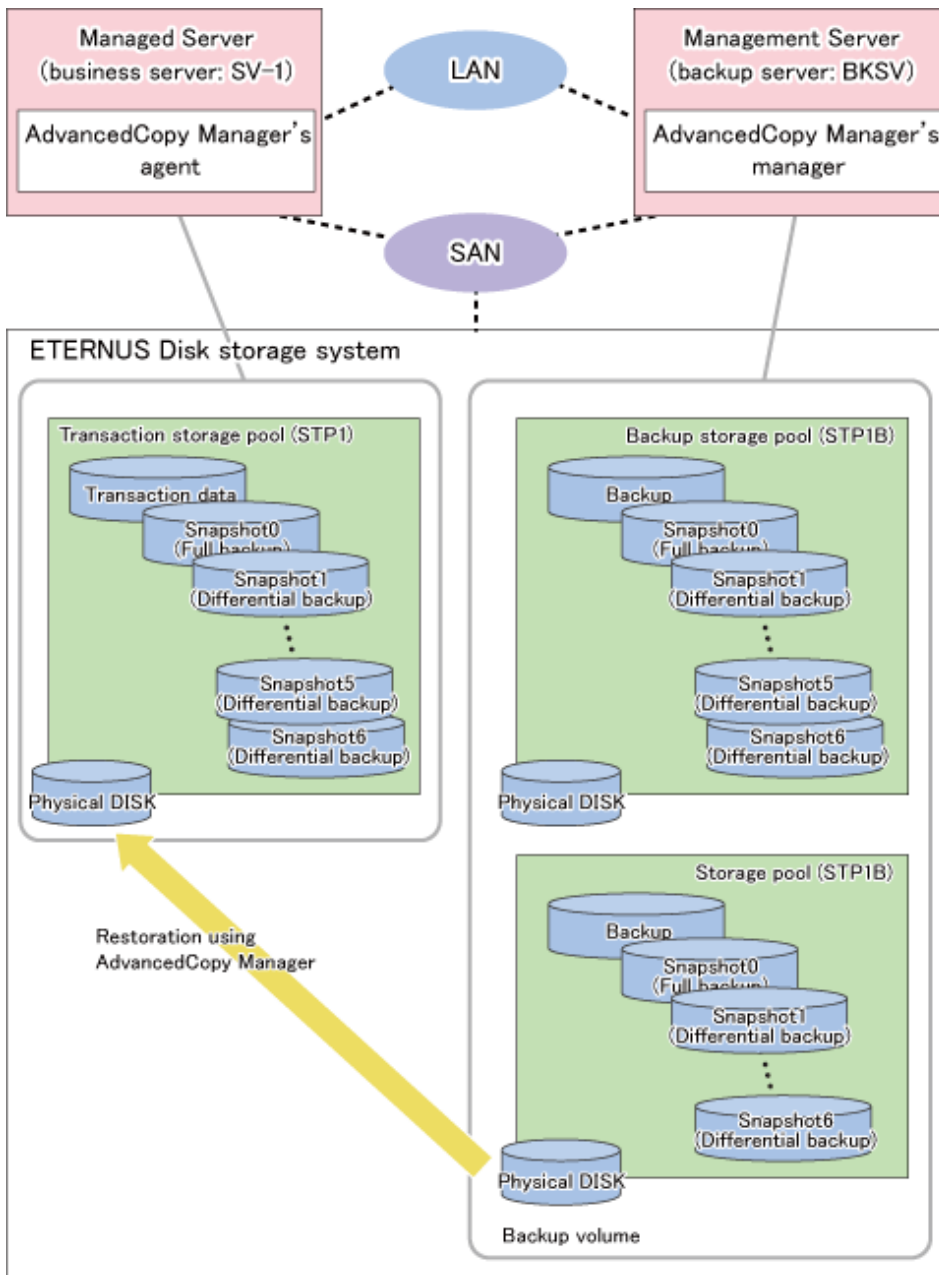 Managed Server
(business server: SV-1)
AdvancedCopy Manager's
agent
LAN
Management Server
(backup server: BKSV)
AdvancedCopy Manager's
manager
SAN
ETERNUS Disk storage system
Transaction storage pool (STP1)
Transaction data
Snapshot0
(Full backup)
Snapshot1
(Differential backup)
Snapshot5
(Differential backup)
Snapshot6
(Differential backup)
Physical DISK
Backup storage pool (STP1B)
Backup
Snapshot0
(Full backup)
Snapshot1
(Differential backup)
Snapshot5
(Differential backup)
Snapshot6
(Differential backup)
Physical DISK
Restoration using
AdvancedCopy Manager
Storage pool (STP1B)
Backup
Snapshot0
(Full backup)
Snapshot1
(Differential backup)
Snapshot6
(Differential backup)
Physical DISK
Backup volume